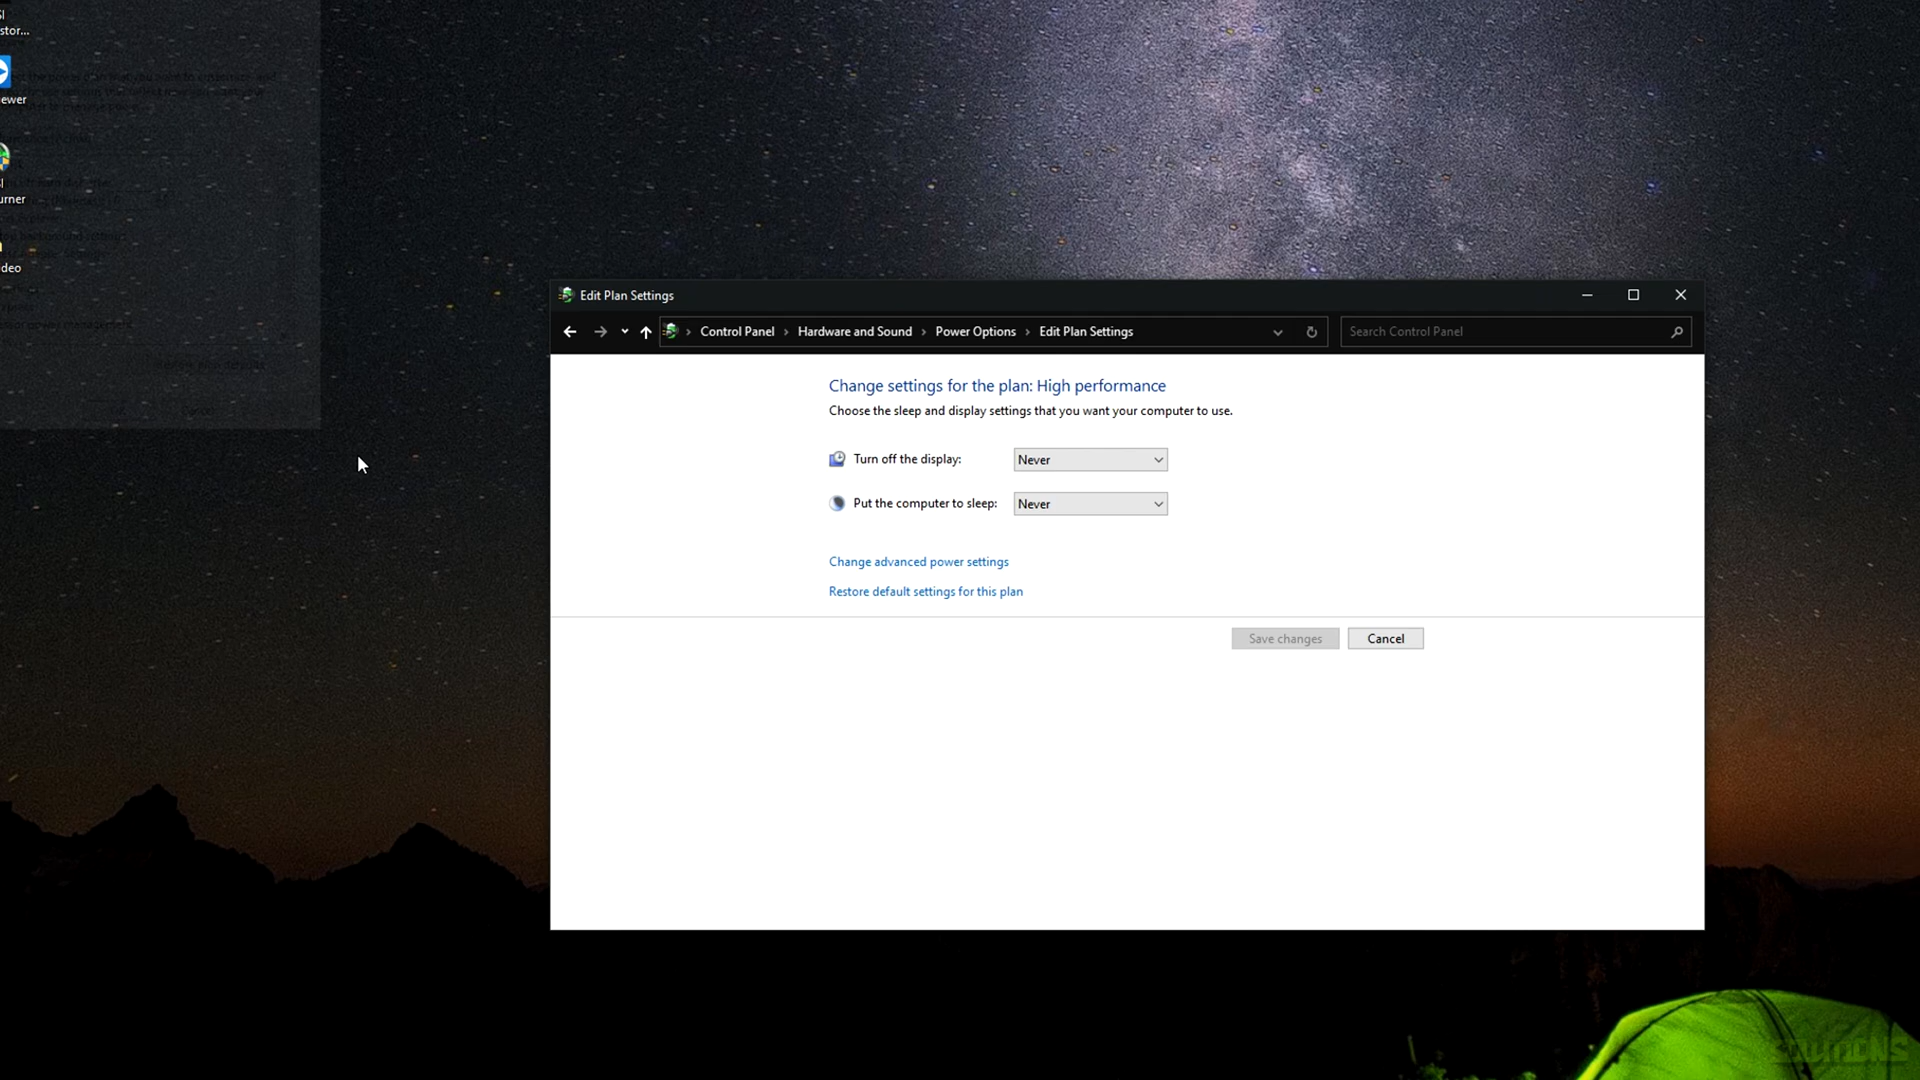 stor...
ewer
urner
deo
Edit Plan Settings
Control Panel > Hardware and Sound > Power Options > Edit Plan Settings
Search Control Panel
Change settings for the plan: High performance
Choose the sleep and display settings that you want your computer to use.
Turn off the display: Never
Put the computer to sleep: Never
Change advanced power settings
Restore default settings for this plan
Save changes Cancel